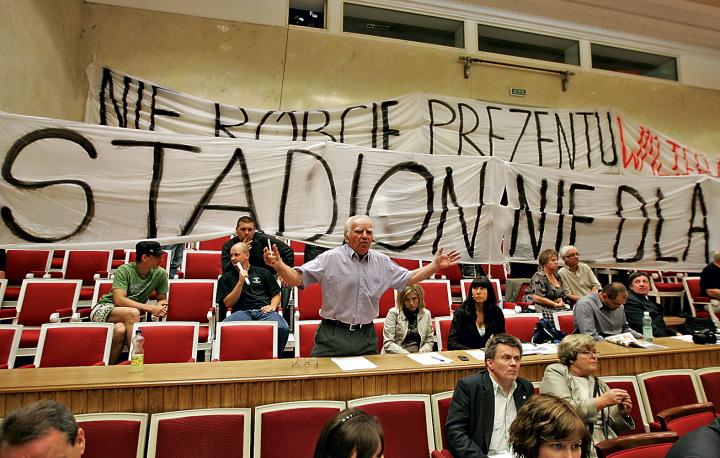 NIE RÓBCIE PREZENTU
STADION NIE DLA